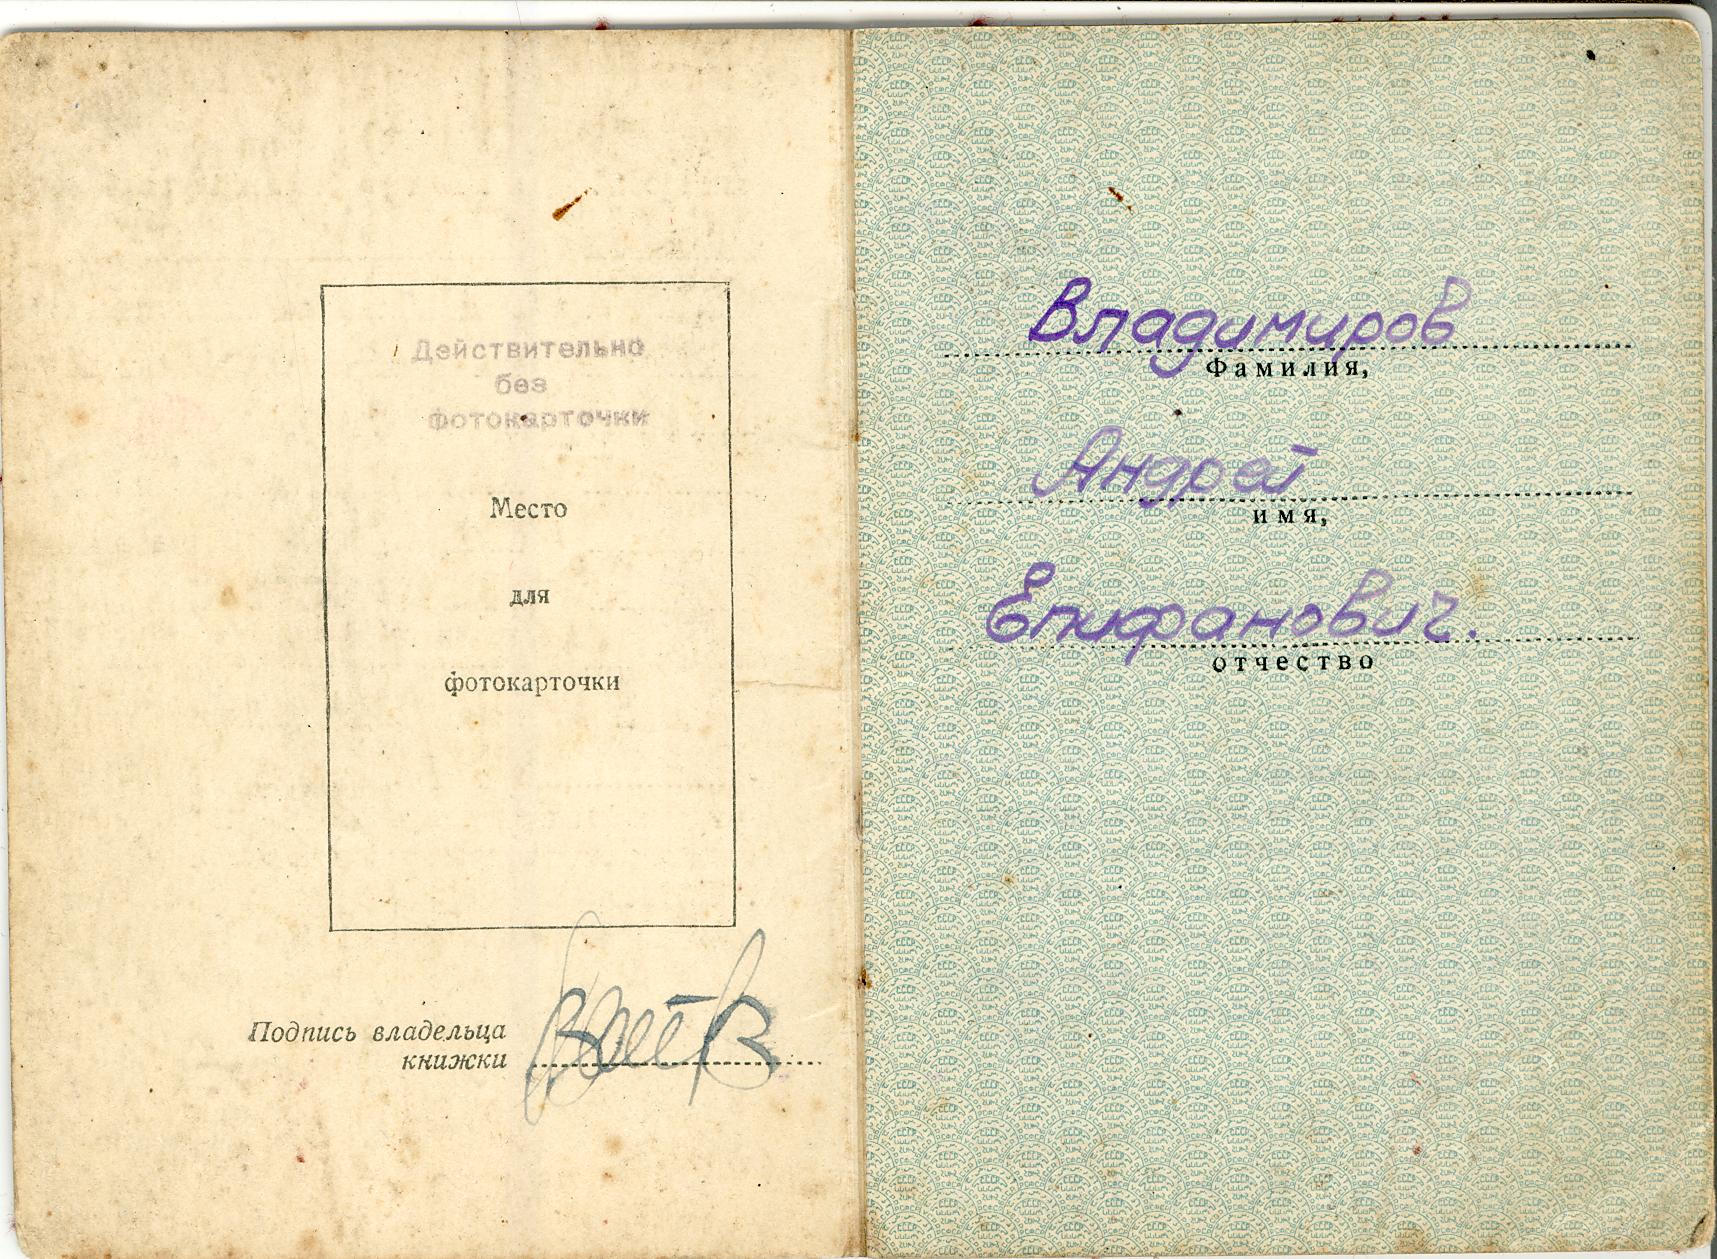 Действительно
без
фотокарточки
Место
для
фотокарточки
Подпись владельца
книжки
Владимиров
Фамилия,
Андрей
имя,
Епифанович.
отчество